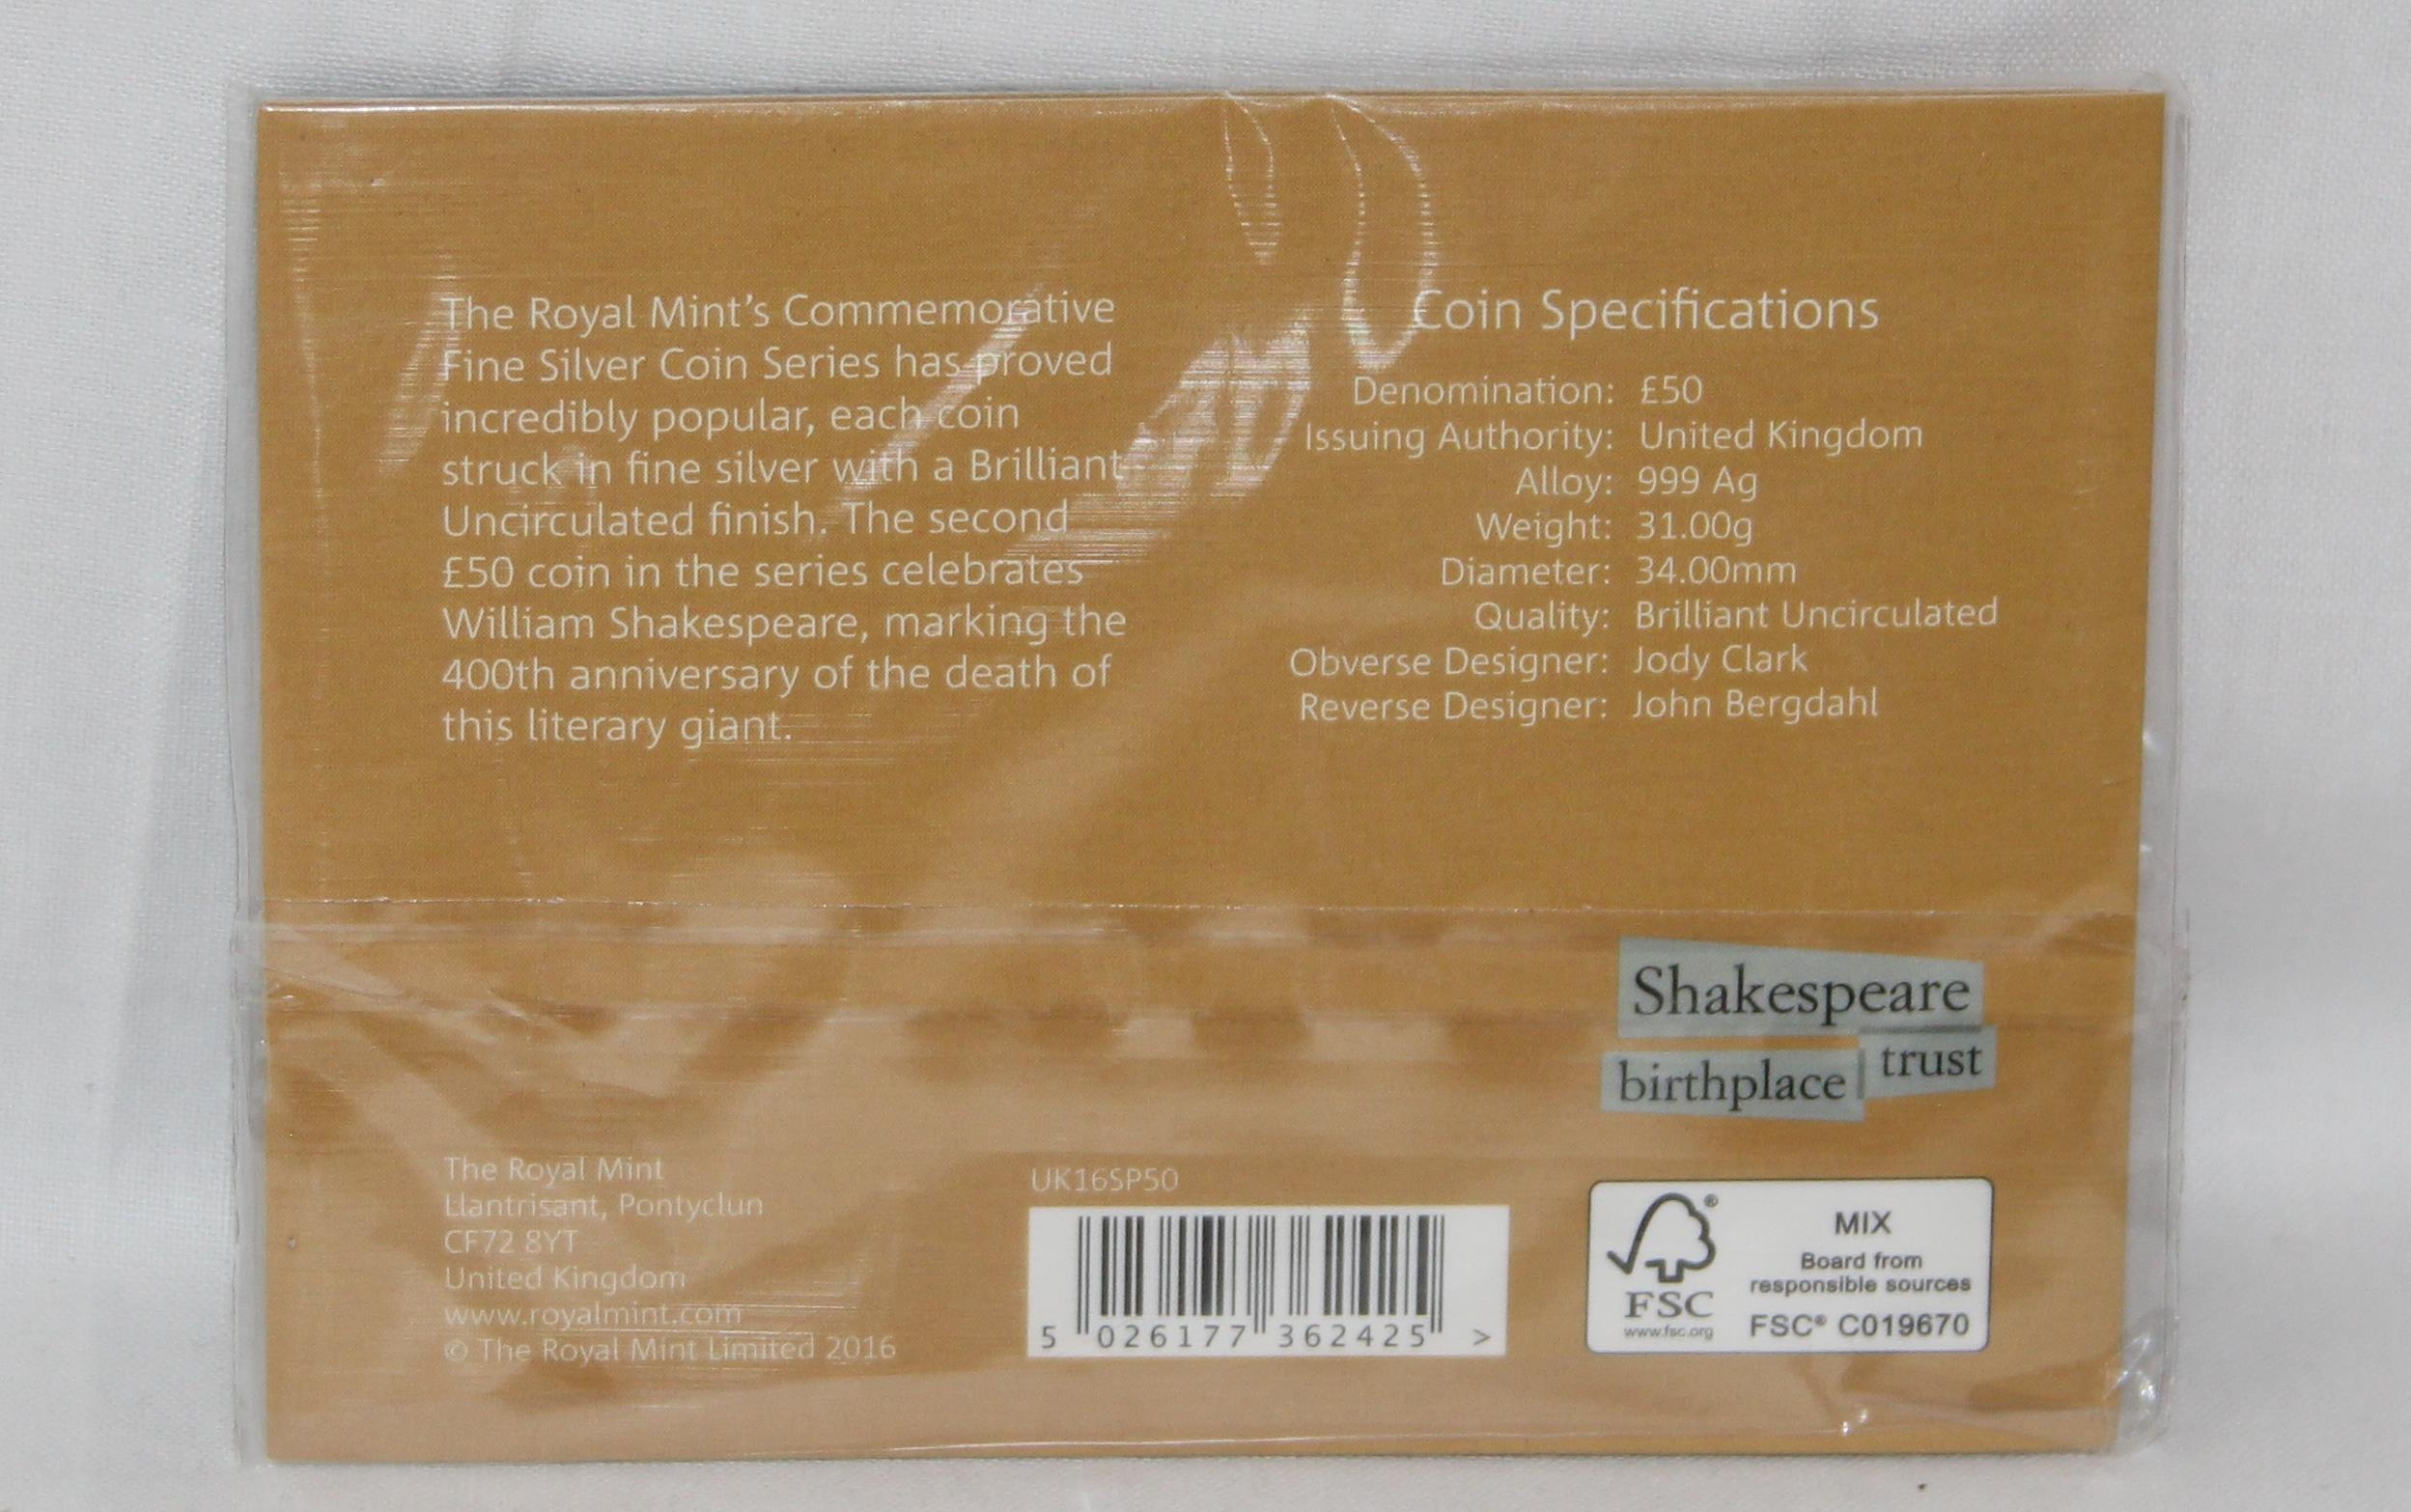 The Royal Mint's Commemorative
Fine Silver Coin Series has proved
incredibly popular, each coin
struck in fine silver with a Brilliant
Uncirculated finish. The second
£50 coin in the series celebrates
William Shakespeare, marking the
400th anniversary of the death of
this literary giant.
Coin Specifications
Denomination: £50
Issuing Authority: United Kingdom
Alloy: 999 Ag
Weight: 31.00g
Diameter: 34.00mm
Quality: Brilliant Uncirculated
Obverse Designer: Jody Clark
Reverse Designer: John Bergdahl
Shakespeare
birthplace trust
The Royal Mint
Llantrisant, Pontyclun
CF72 8YT
United Kingdom
www.royalmint.com
© The Royal Mint Limited 2016
UK16SP50
5 026177 362425 >
FSC
www.fsc.org
MIX
Board from
responsible sources
FSC® C019670